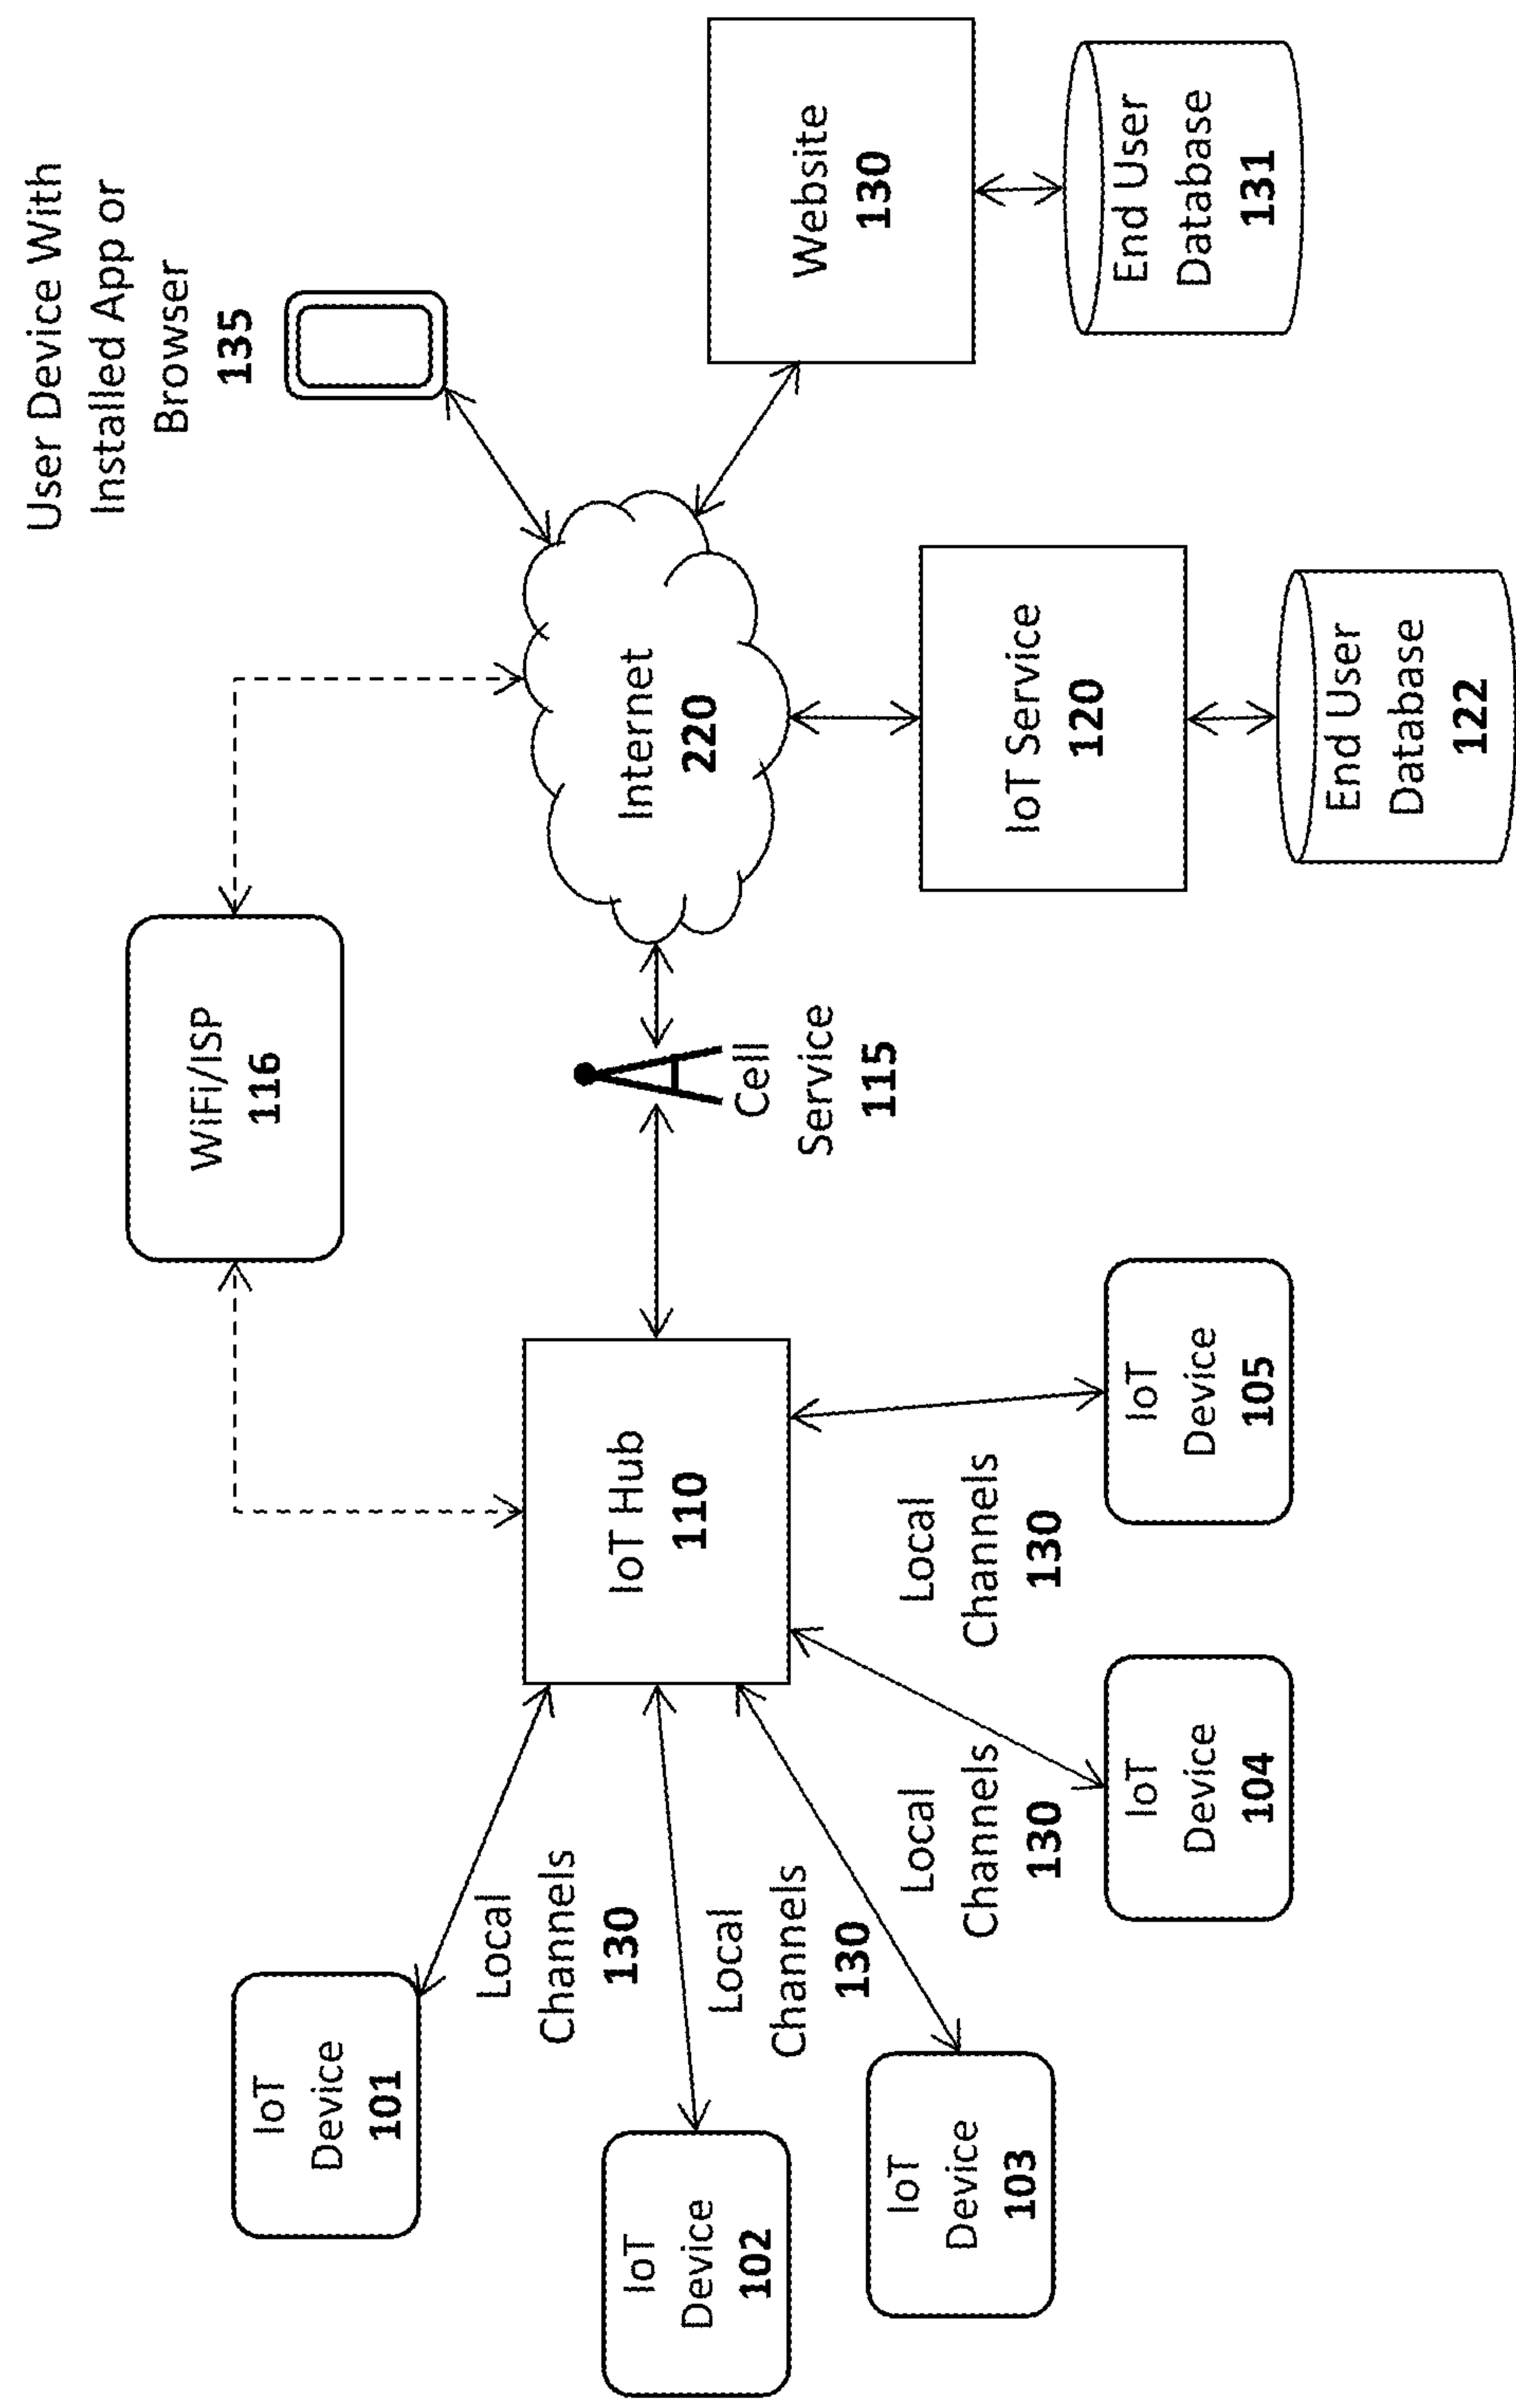 User Device With
Installed App or
Browser
135
WiFi/ISP
116
IoT
Device
101
Local
Channels
130
IoT
Device
102
Local
Channels
130
IoT
Device
103
IoT Hub
110
Local
Channels
130
IoT
Device
104
Local
Channels
130
IoT
Device
105
Cell
Service
115
Internet
220
IoT Service
120
End User
Database
122
Website
130
End User
Database
131